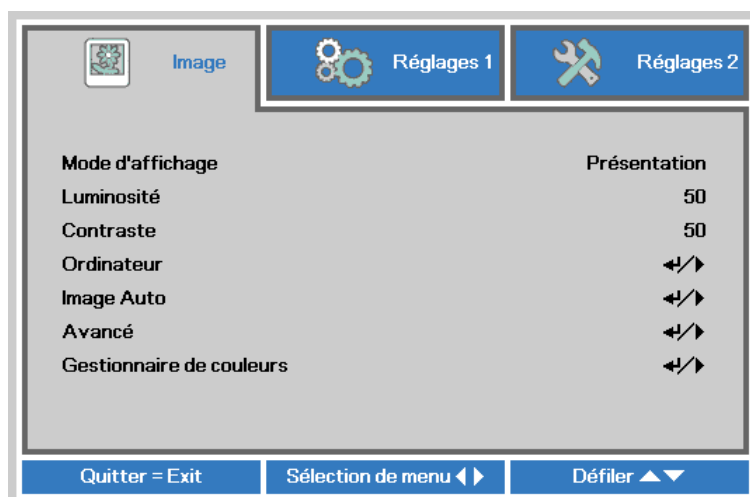 Image
Réglages 1
Réglages 2
Mode d'affichage Présentation
Luminosité 50
Contraste 50
Ordinateur
Image Auto
Avancé
Gestionnaire de couleurs
Quitter = Exit
Sélection de menu
Défiler